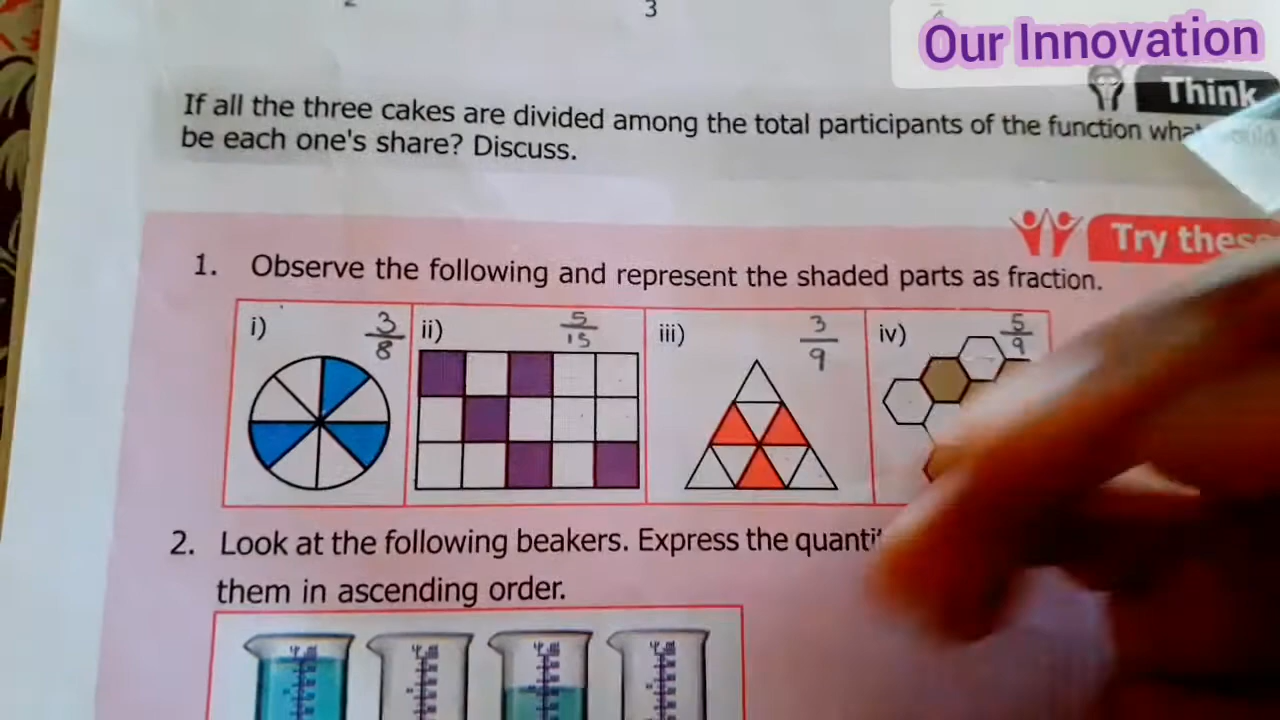 3
Our Innovation
Think
If all the three cakes are divided among the total participants of the function
be each one's share? Discuss.
Try these
1. Observe the following and represent the shaded parts as fraction.
i) 3/8 ii) 5/15 iii) 3/9 iv) 5/9
2. Look at the following beakers. Express the
them in ascending order.